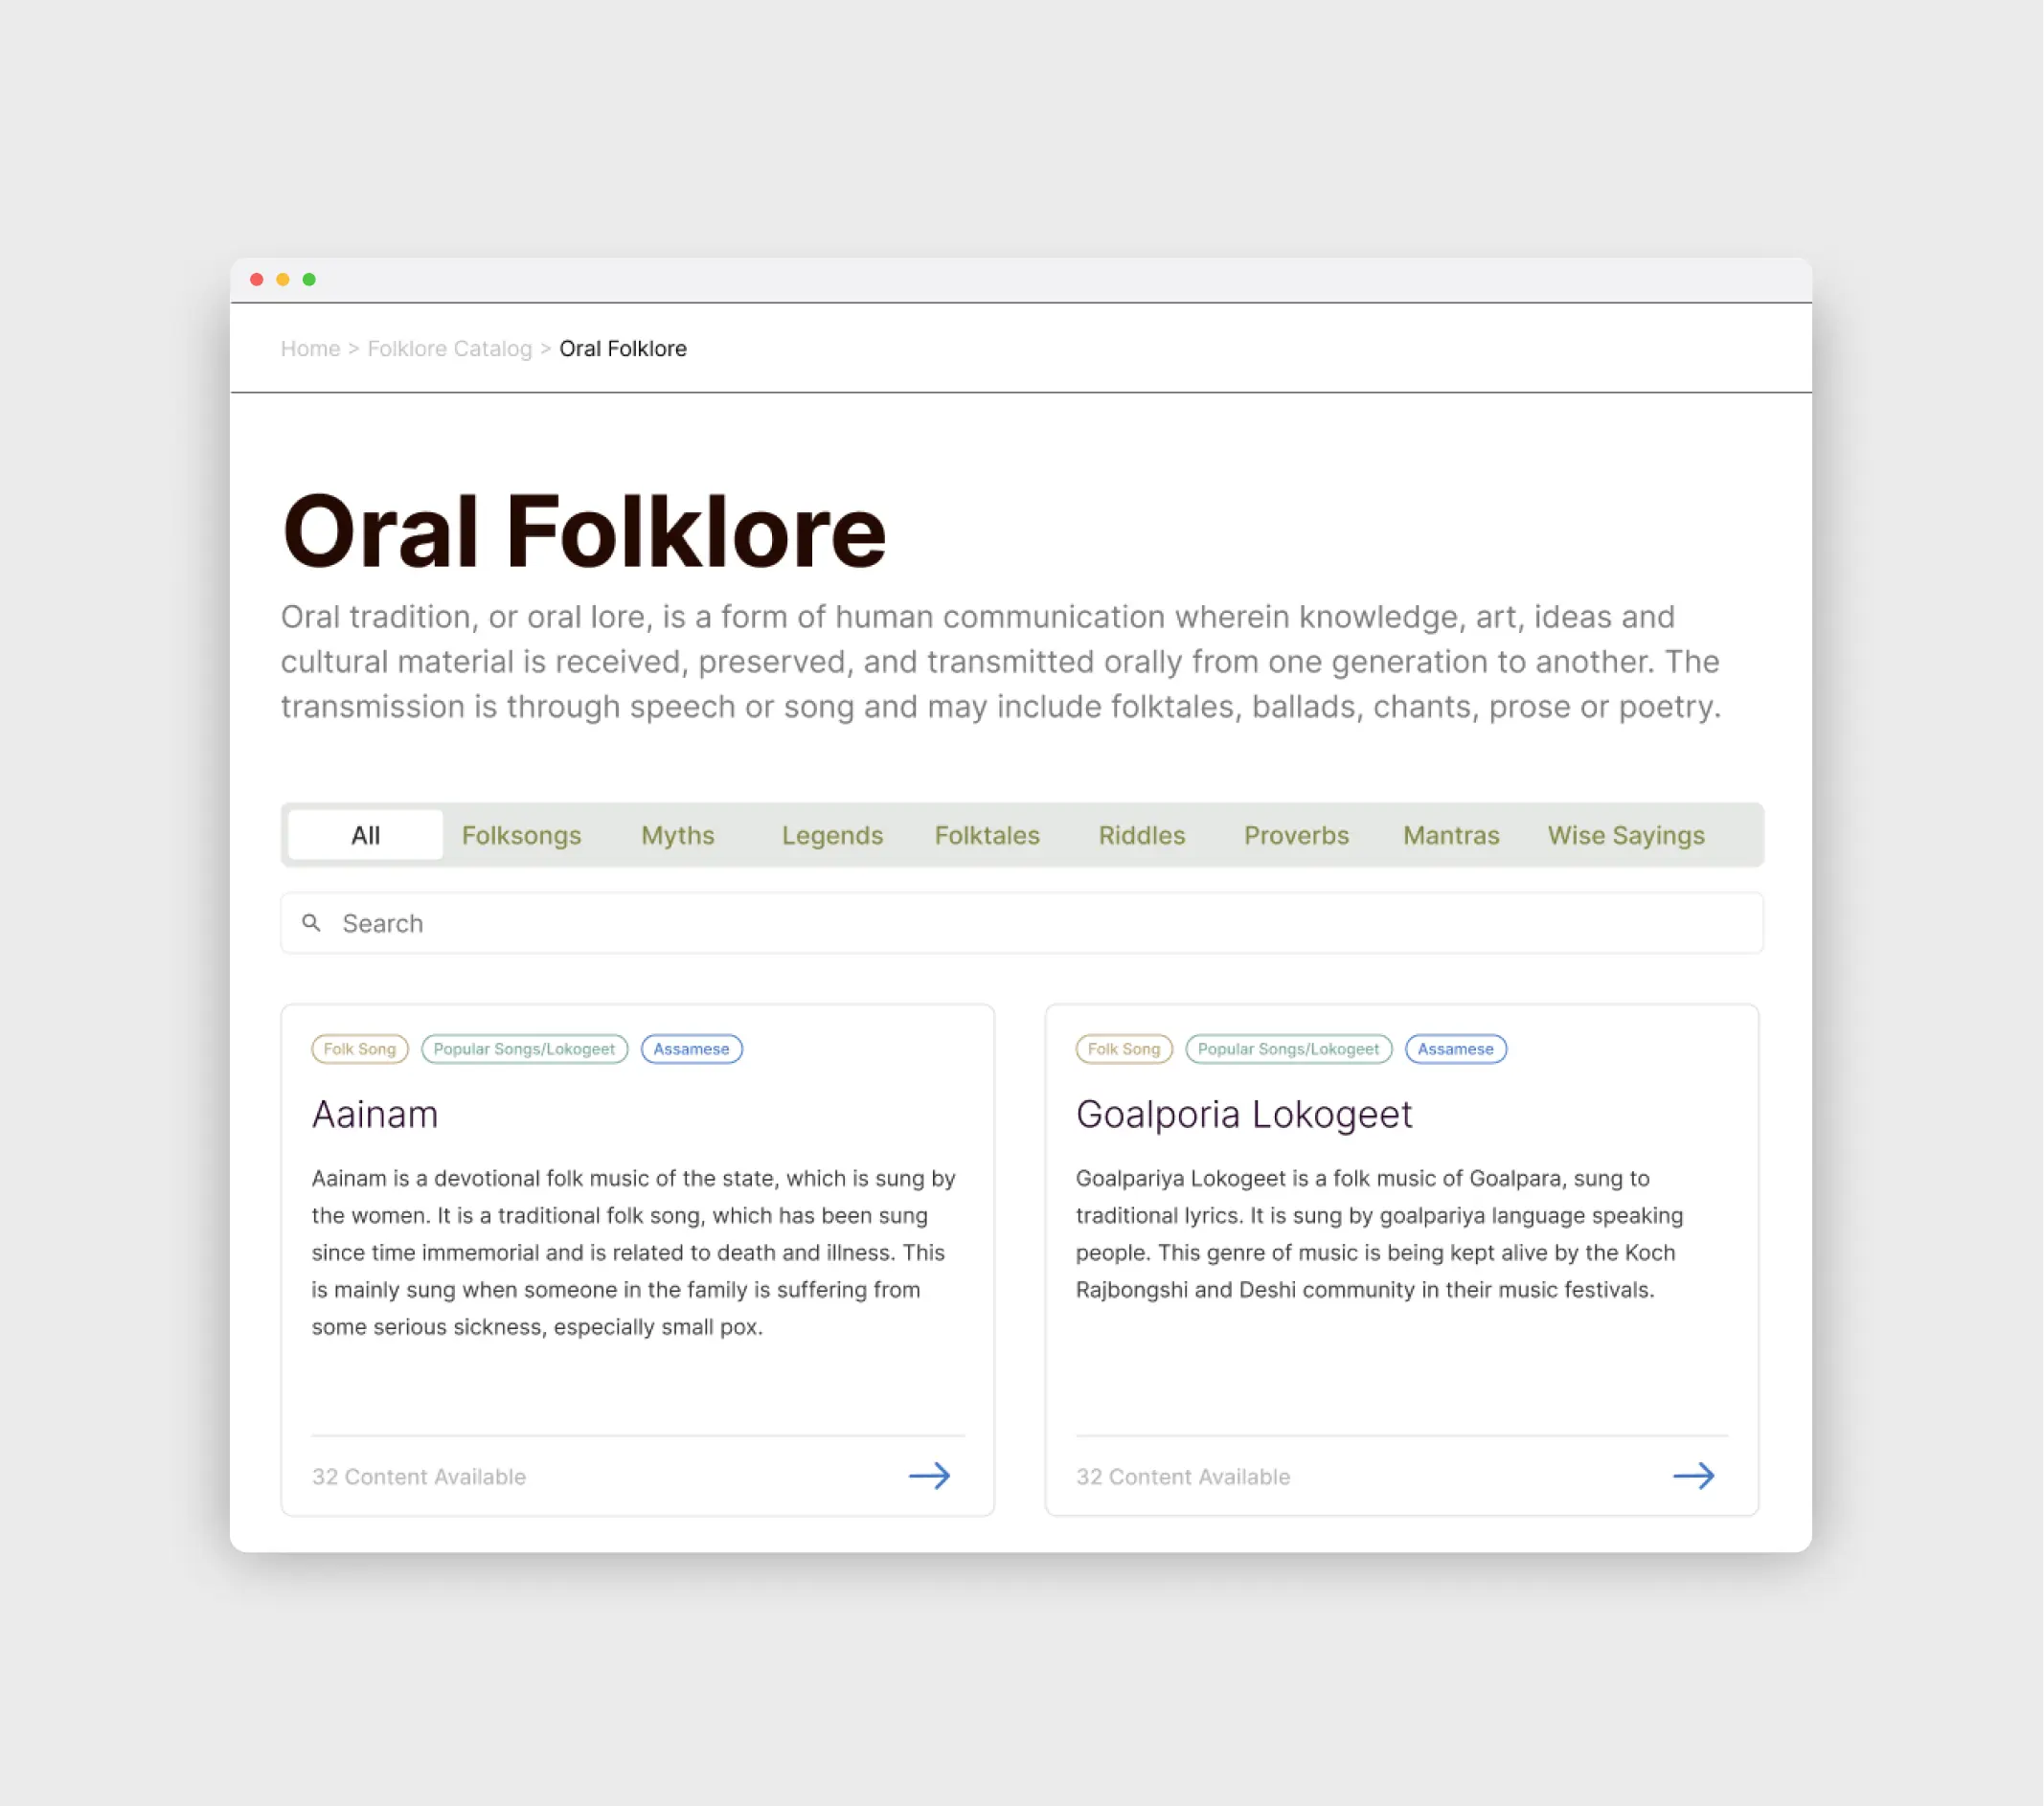 Home > Folklore Catalog > Oral Folklore
Oral Folklore
Oral tradition, or oral lore, is a form of human communication wherein knowledge, art, ideas and
cultural material is received, preserved, and transmitted orally from one generation to another. The
transmission is through speech or song and may include folktales, ballads, chants, prose or poetry.
All Folksongs Myths Legends Folktales Riddles Proverbs Mantras Wise Sayings
Search
Folk Song Popular Songs/Lokogeet Assamese
Aainam
Aainam is a devotional folk music of the state, which is sung by
the women. It is a traditional folk song, which has been sung
since time immemorial and is related to death and illness. This
is mainly sung when someone in the family is suffering from
some serious sickness, especially small pox.
32 Content Available
Folk Song Popular Songs/Lokogeet Assamese
Goalporia Lokogeet
Goalpariya Lokogeet is a folk music of Goalpara, sung to
traditional lyrics. It is sung by goalpariya language speaking
people. This genre of music is being kept alive by the Koch
Rajbongshi and Deshi community in their music festivals.
32 Content Available